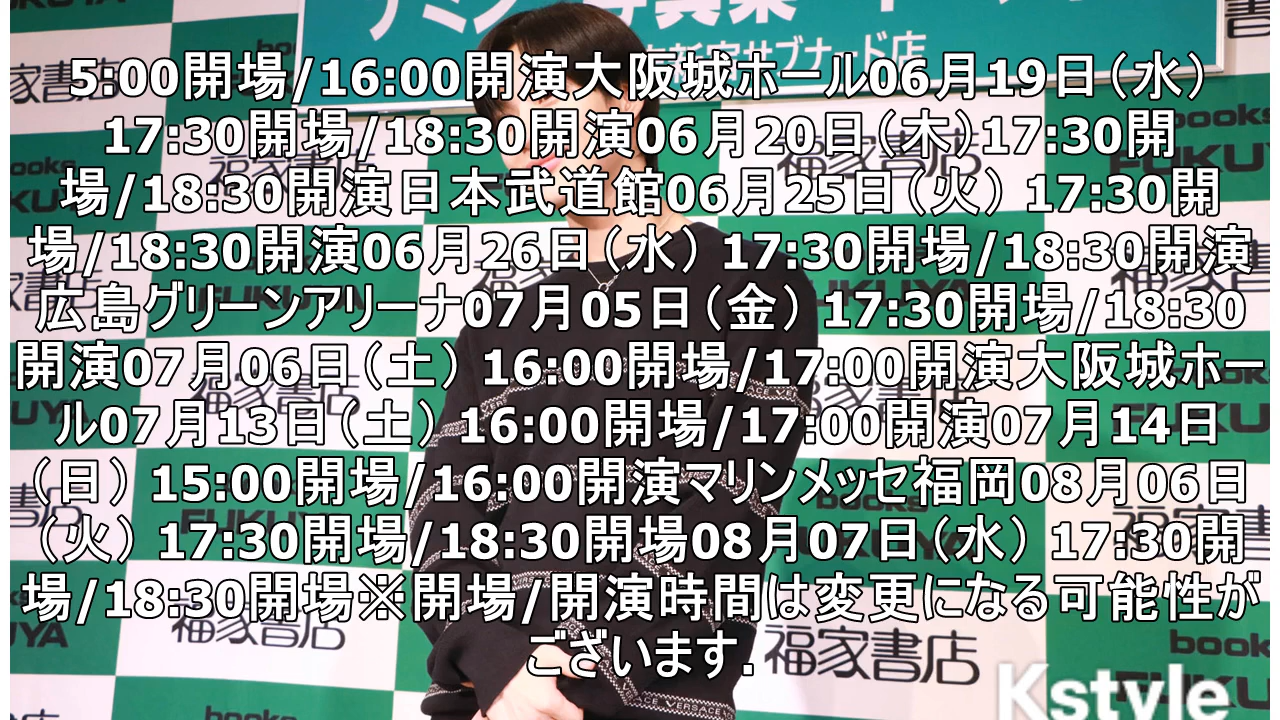 5:00開場/16:00開演大阪城ホール06月19日（水）
17:30開場/18:30開演06月20日（木）17:30開
場/18:30開演日本武道館06月25日（火） 17:30開
場/18:30開演06月26日（水） 17:30開場/18:30開演
広島グリーンアリーナ07月05日（金） 17:30開場/18:30
開演07月06日（土） 16:00開場/17:00開演大阪城ホー
ル07月13日（土） 16:00開場/17:00開演07月14日
（日） 15:00開場/16:00開演マリンメッセ福岡08月06日
（火） 17:30開場/18:30開場08月07日（水） 17:30開
場/18:30開場※開場/開演時間は変更になる可能性が
ございます.
books
FUKUYA
福家書店
Kstyle